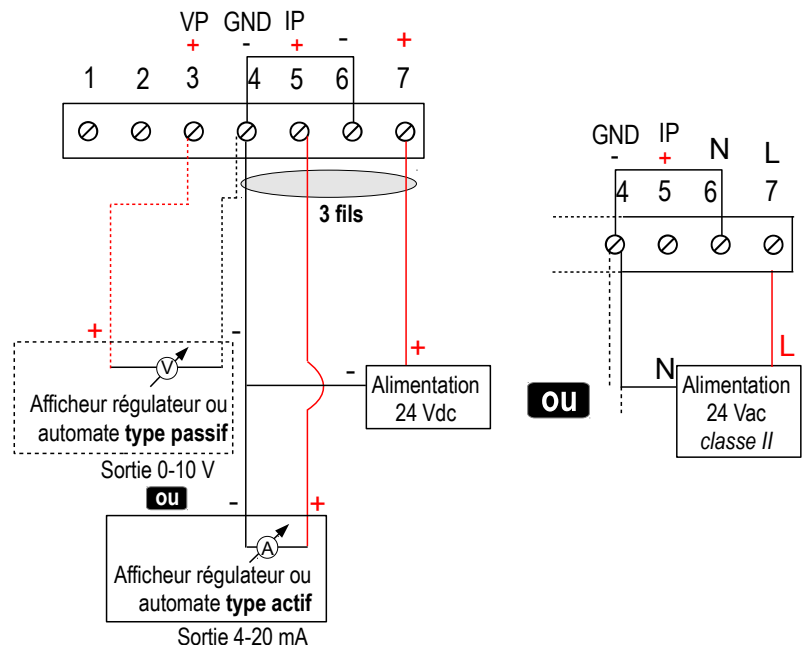 VP GND IP
+ - + - +
1 2 3 4 5 6 7
3 fils
+
-
V
Afficheur régulateur ou
automate type passif
Sortie 0-10 V
ou
- +
Alimentation
24 Vdc
- +
A
Afficheur régulateur ou
automate type actif
Sortie 4-20 mA
ou
GND IP N L
- +
4 5 6 7
N L
Alimentation
24 Vac
classe II